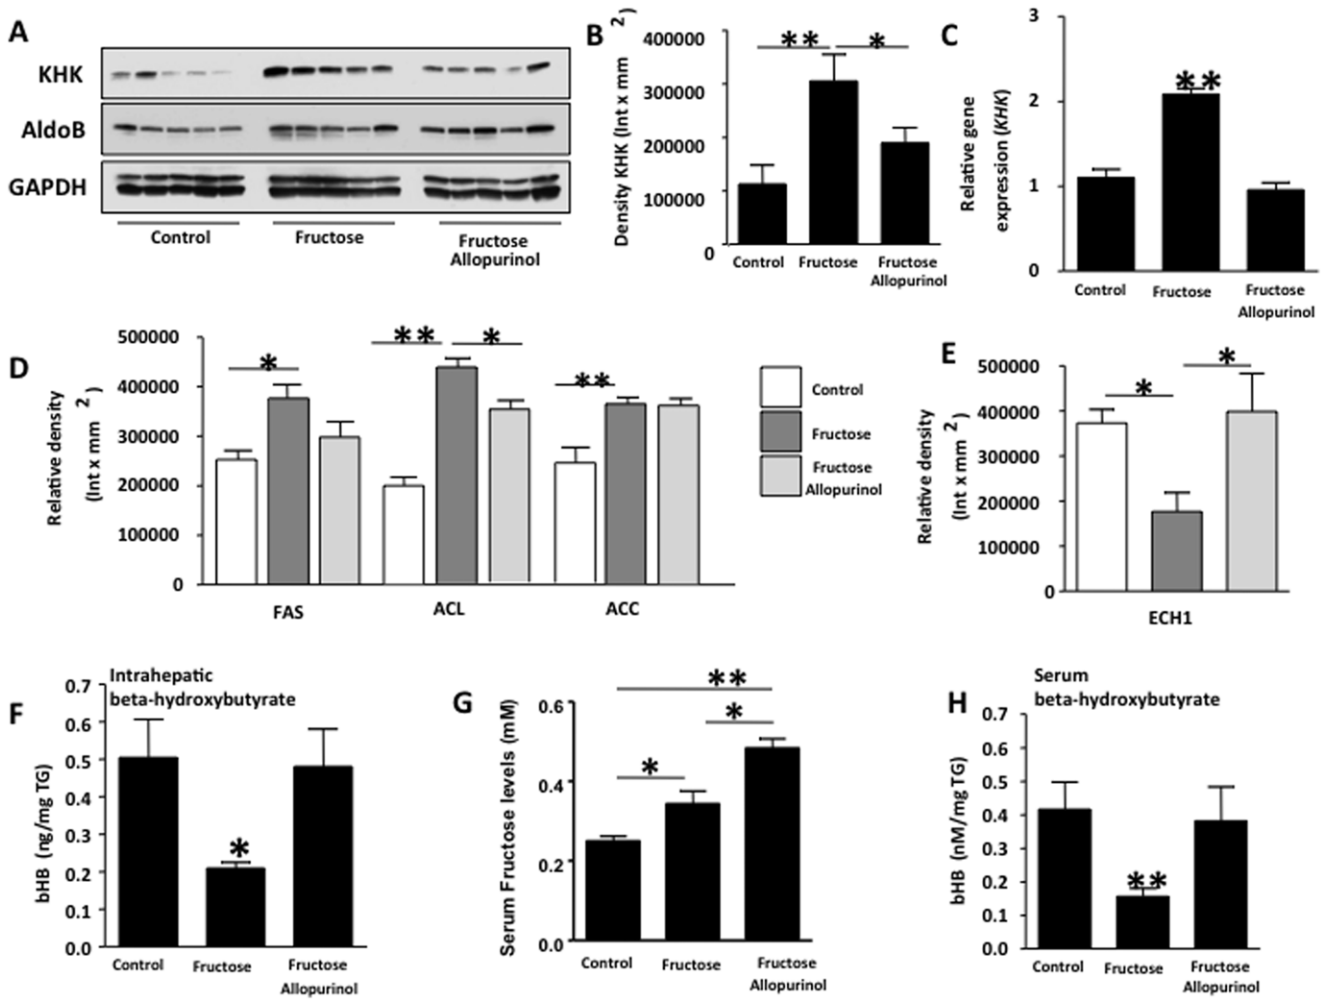 A
KHK
AldoB
GAPDH
Control
Fructose
Fructose
Allopurinol
B
Density KHK (Int x mm 2)
400000
300000
200000
100000
0
** *
Control
Fructose
Fructose
Allopurinol
C
Relative gene
expression (KHK)
3
2
1
0
**
Control
Fructose
Fructose
Allopurinol
D
Relative density
(Int x mm 2)
500000
400000
300000
200000
100000
0
* ** * **
FAS
ACL
ACC
Control
Fructose
Fructose
Allopurinol
E
Relative density
(Int x mm 2)
500000
400000
300000
200000
100000
0
* *
ECH1
F
Intrahepatic
beta-hydroxybutyrate
bHB (ng/mg TG)
0.7
0.6
0.5
0.4
0.3
0.2
0.1
0.0
*
Control
Fructose
Fructose
Allopurinol
G
Serum Fructose levels (mM)
0.6
0.4
0.2
0.0
**
*
*
Control
Fructose
Fructose
Allopurinol
H
Serum
beta-hydroxybutyrate
bHB (nM/mg TG)
0.7
0.6
0.5
0.4
0.3
0.2
0.1
0.0
**
Control
Fructose
Fructose
Allopurinol